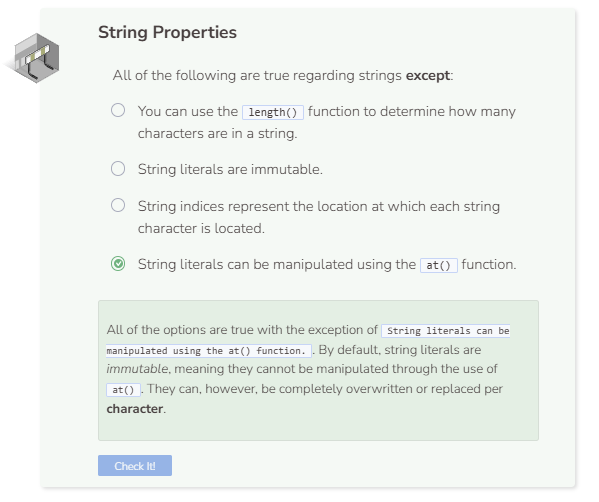 String Properties
All of the following are true regarding strings except:
You can use the length() function to determine how many
characters are in a string.
String literals are immutable.
String indices represent the location at which each string
character is located.
String literals can be manipulated using the at() function.
All of the options are true with the exception of String literals can be
manipulated using the at() function. . By default, string literals are
immutable, meaning they cannot be manipulated through the use of
at() . They can, however, be completely overwritten or replaced per
character.
Check It!